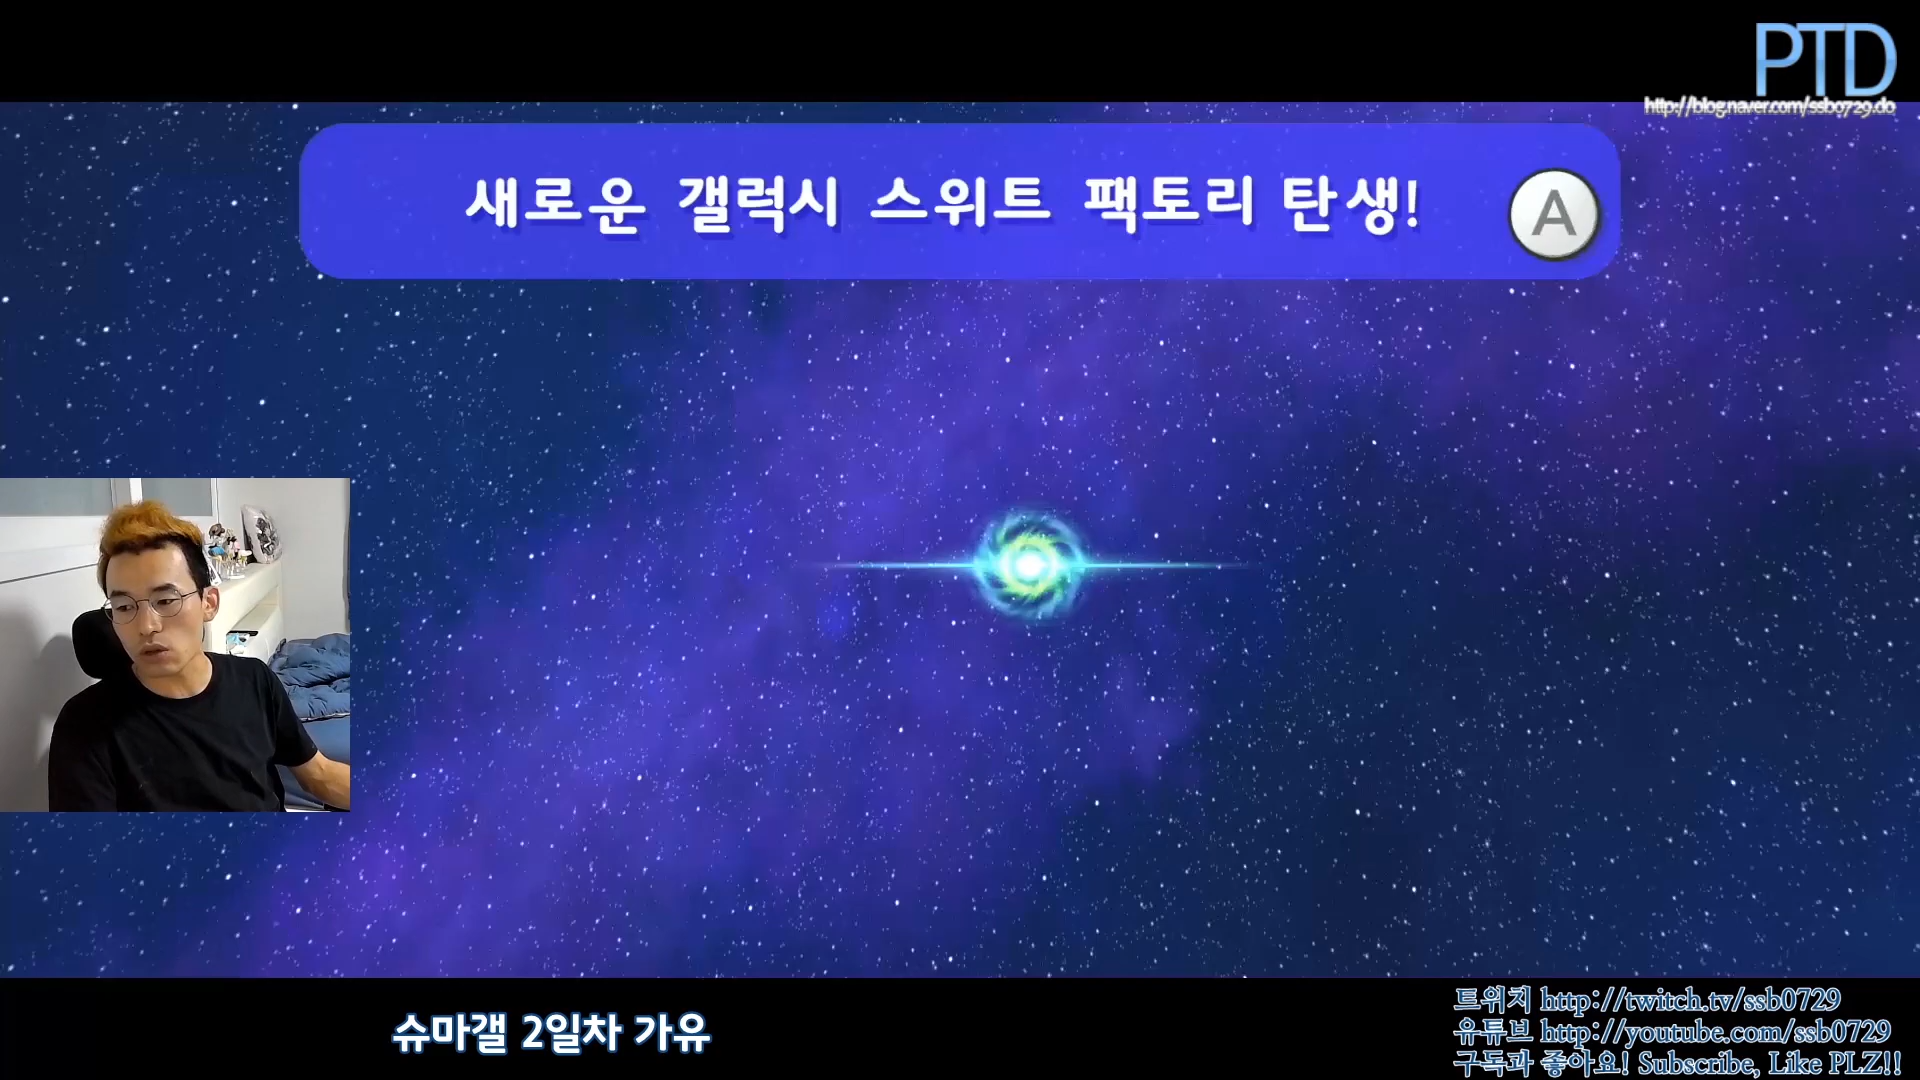 PTD
http://blog.naver.com/ssb0729.do
새로운 갤럭시 스위트 팩토리 탄생!
A
슈마갤 2일차 가유
트위치 http://twitch.tv/ssb0729
유튜브 http://youtube.com/ssb0729
구독과 좋아요! Subscribe, Like PLZ!!